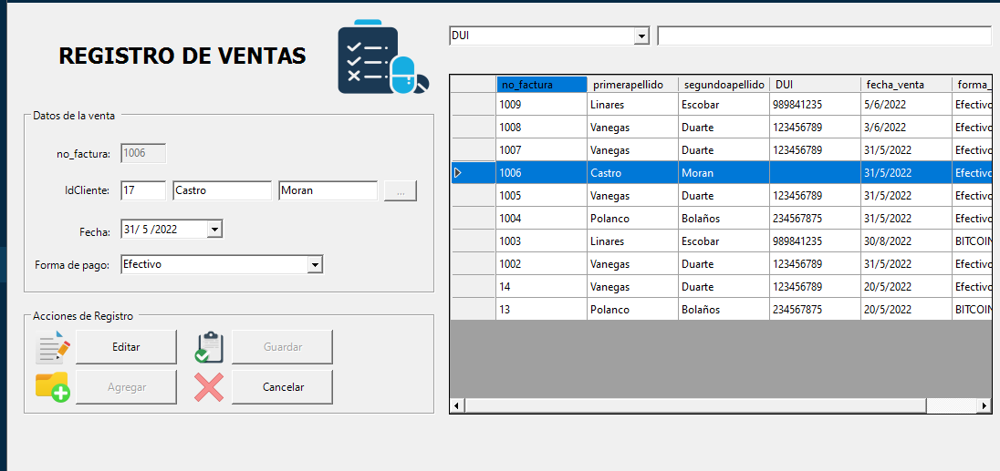 REGISTRO DE VENTAS
DUI
Datos de la venta
no_factura: 1006
IdCliente: 17 Castro Moran ...
Fecha: 31/ 5 /2022
Forma de pago: Efectivo
Acciones de Registro
Editar Guardar
Agregar Cancelar
no_factura primerapellido segundoapellido DUI fecha_venta forma_
1009 Linares Escobar 989841235 5/6/2022 Efectivo
1008 Vanegas Duarte 123456789 3/6/2022 Efectivo
1007 Vanegas Duarte 123456789 31/5/2022 Efectivo
1006 Castro Moran 31/5/2022 Efectivo
1005 Vanegas Duarte 123456789 31/5/2022 Efectivo
1004 Polanco Bolaños 234567875 31/5/2022 Efectivo
1003 Linares Escobar 989841235 30/8/2022 BITCOIN
1002 Vanegas Duarte 123456789 31/5/2022 Efectivo
14 Vanegas Duarte 123456789 20/5/2022 Efectivo
13 Polanco Bolaños 234567875 20/5/2022 BITCOIN